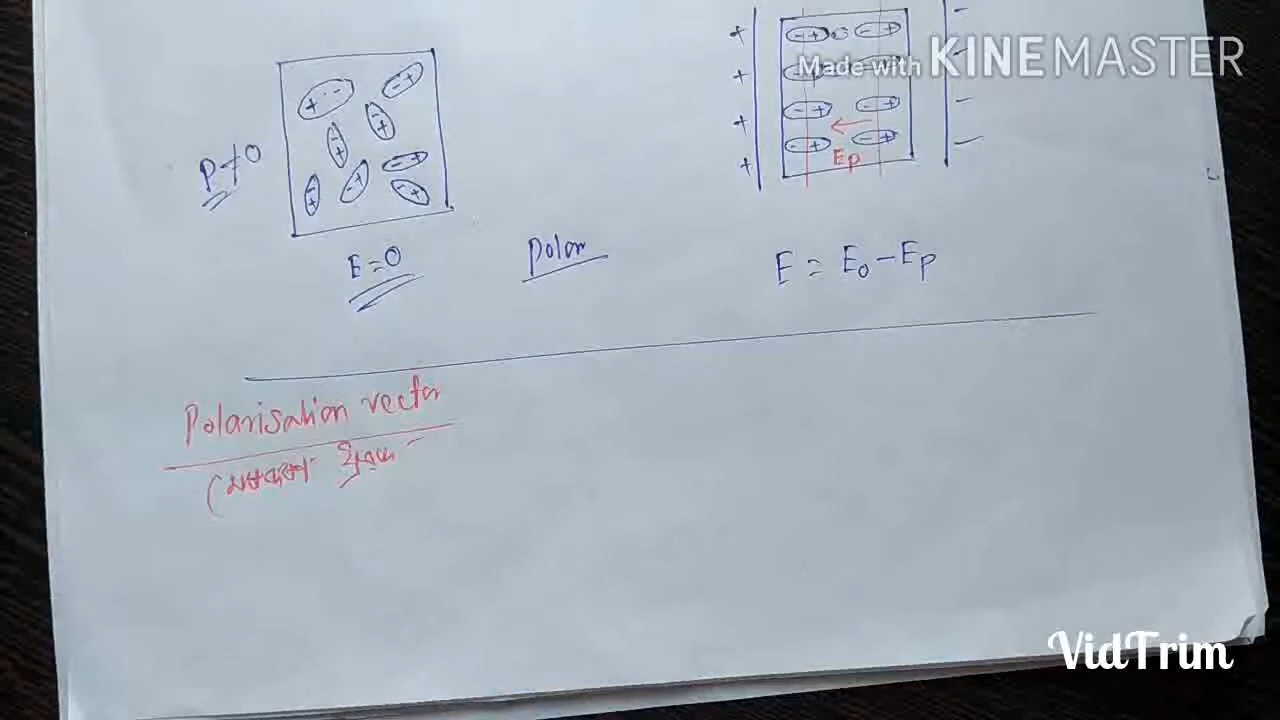 Made with KINEMASTER
P≠0
E=0
Polar
Ep
E = E₀ - Ep
Polarisation vector
VidTrim